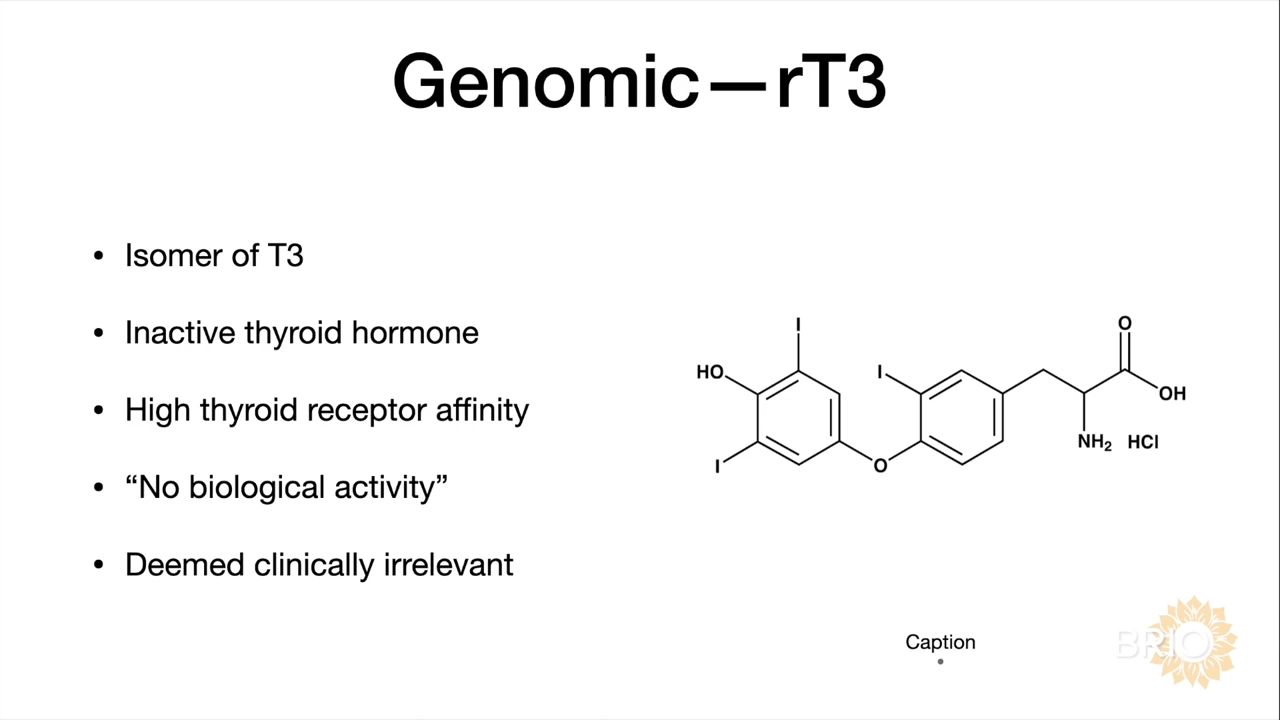 Genomic—rT3
• Isomer of T3
• Inactive thyroid hormone
• High thyroid receptor affinity
• “No biological activity”
• Deemed clinically irrelevant
I
HO
I
O
I
O
OH
NH₂ HCl
Caption
BRIO